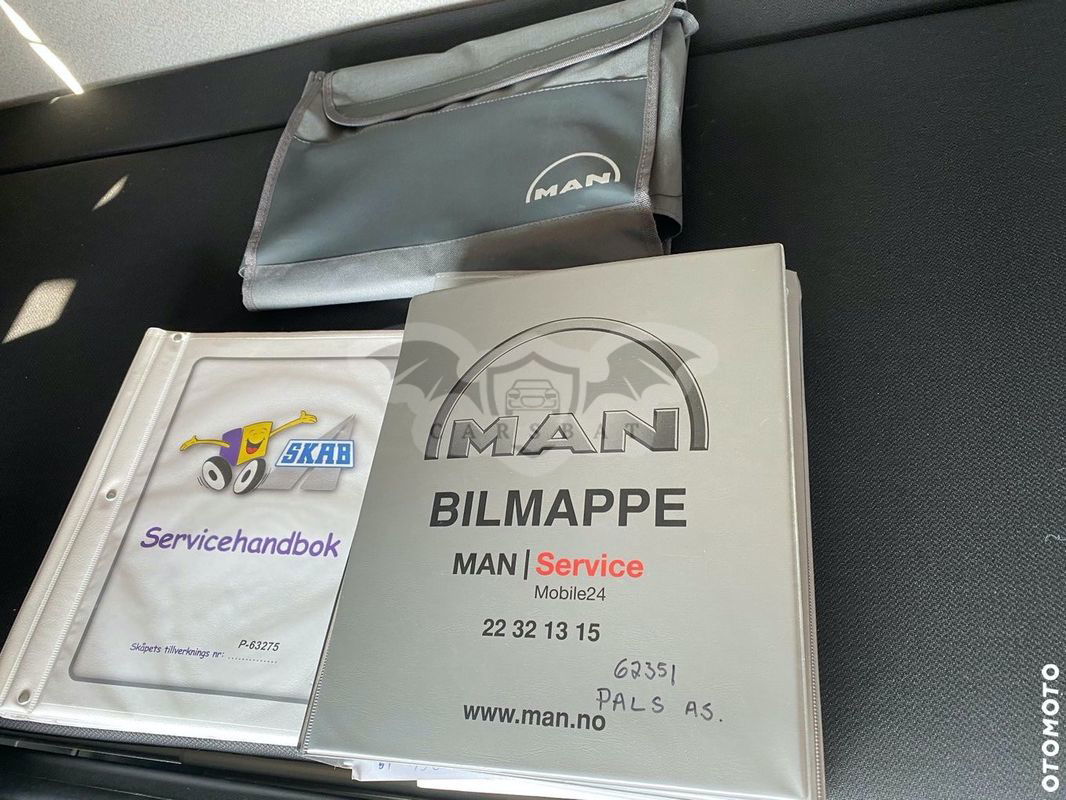 MAN
SKAB
Servicehandbok
Skåpets tillverknings nr: P-63275
MAN
CARSBAT
BILMAPPE
MAN | Service
Mobile24
22 32 13 15
62351
PALS AS.
www.man.no
OTOMOTO